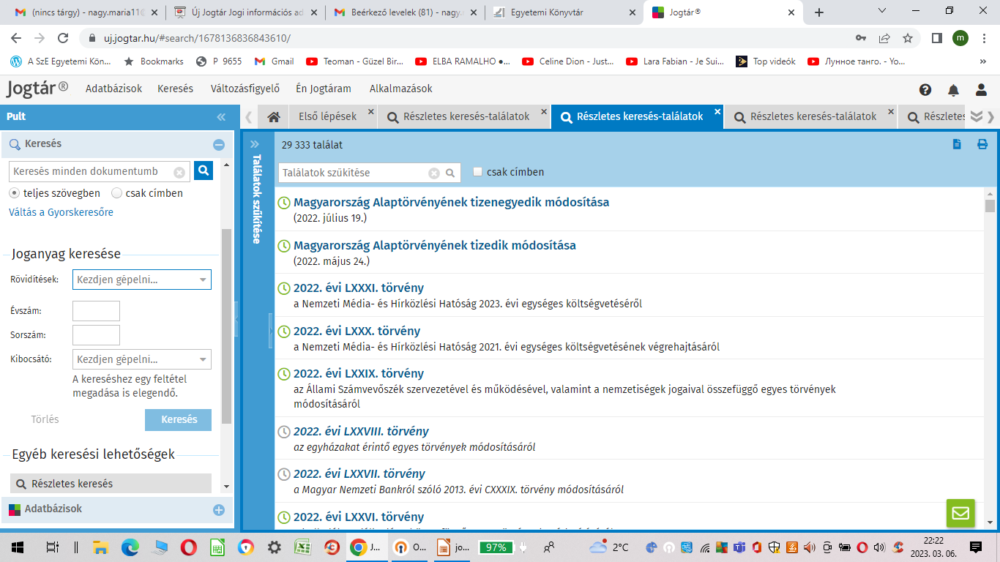 (nincs tárgy) - nagy.maria11@
Új Jogtár Jogi információs ad
Beérkező levelek (81) - nagy.
Egyetemi Könyvtár
Jogtár®
uj.jogtar.hu/#search/1678136836843610/
m
A SzE Egyetemi Kön...
Bookmarks
P 9655
Gmail
Teoman - Güzel Bir...
ELBA RAMALHO ●...
Celine Dion - Just...
Lara Fabian - Je Sui...
Top videók
Лунное танго. - Yo...
Jogtár®
Adatbázisok
Keresés
Változásfigyelő
Én Jogtáram
Alkalmazások
Pult
Első lépések
Részletes keresés-találatok
Részletes keresés-találatok
Részletes keresés-találatok
Részletes
Keresés
Keresés minden dokumentumb
teljes szövegben
csak címben
Váltás a Gyorskeresőre
Joganyag keresése
Rövidítések:
Kezdjen gépelni...
Évszám:
Sorszám:
Kibocsátó:
Kezdjen gépelni...
A kereséshez egy feltétel
megadása is elegendő.
Törlés
Keresés
Egyéb keresési lehetőségek
Részletes keresés
Adatbázisok
Találatok szűkítése
29 333 találat
Találatok szűkítése
csak címben
Magyarország Alaptörvényének tizenegyedik módosítása
(2022. július 19.)
Magyarország Alaptörvényének tizedik módosítása
(2022. május 24.)
2022. évi LXXXI. törvény
a Nemzeti Média- és Hírközlési Hatóság 2023. évi egységes költségvetéséről
2022. évi LXXX. törvény
a Nemzeti Média- és Hírközlési Hatóság 2021. évi egységes költségvetésének végrehajtásáról
2022. évi LXXIX. törvény
az Állami Számvevőszék szervezetével és működésével, valamint a nemzetiségek jogaival összefüggő egyes törvények
módosításáról
2022. évi LXXVIII. törvény
az egyházakat érintő egyes törvények módosításáról
2022. évi LXXVII. törvény
a Magyar Nemzeti Bankról szóló 2013. évi CXXXIX. törvény módosításáról
2022. évi LXXVI. törvény
J...
O...
jo...
97%
2°C
22:22
2023. 03. 06.